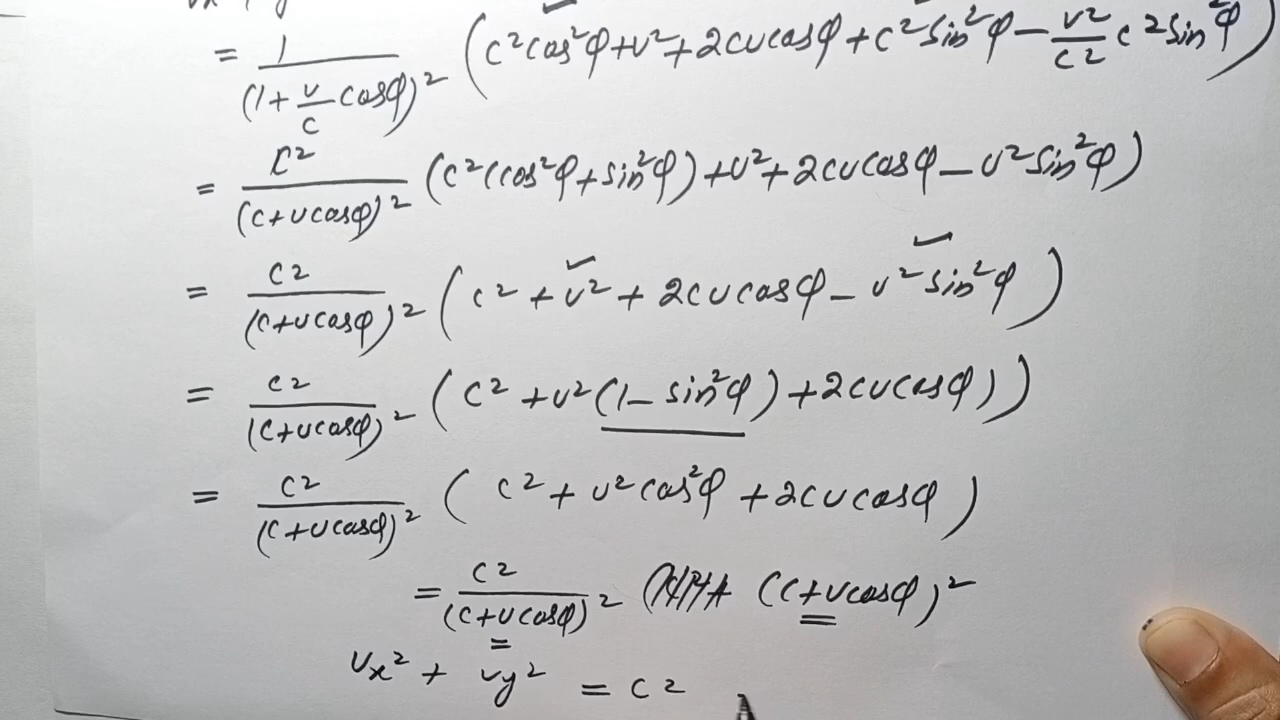 = 1/(1+v/c cosφ)² (c²cos²φ+v²+2cvcosφ+c²sin²φ−v²/c² c²sin²φ)
= c²/(c+vcosφ)² (c²(cos²φ+sin²φ)+v²+2cvcosφ−v²sin²φ)
= c²/(c+vcosφ)² (c²+v²+2cvcosφ−v²sin²φ)
= c²/(c+vcosφ)² (c²+v²(1−sin²φ)+2cvcosφ))
= c²/(c+vcosφ)² (c²+v²cos²φ+2cvcosφ)
= c²/(c+vcosφ)² (c+vcosφ)²
vx²+vy² = c²